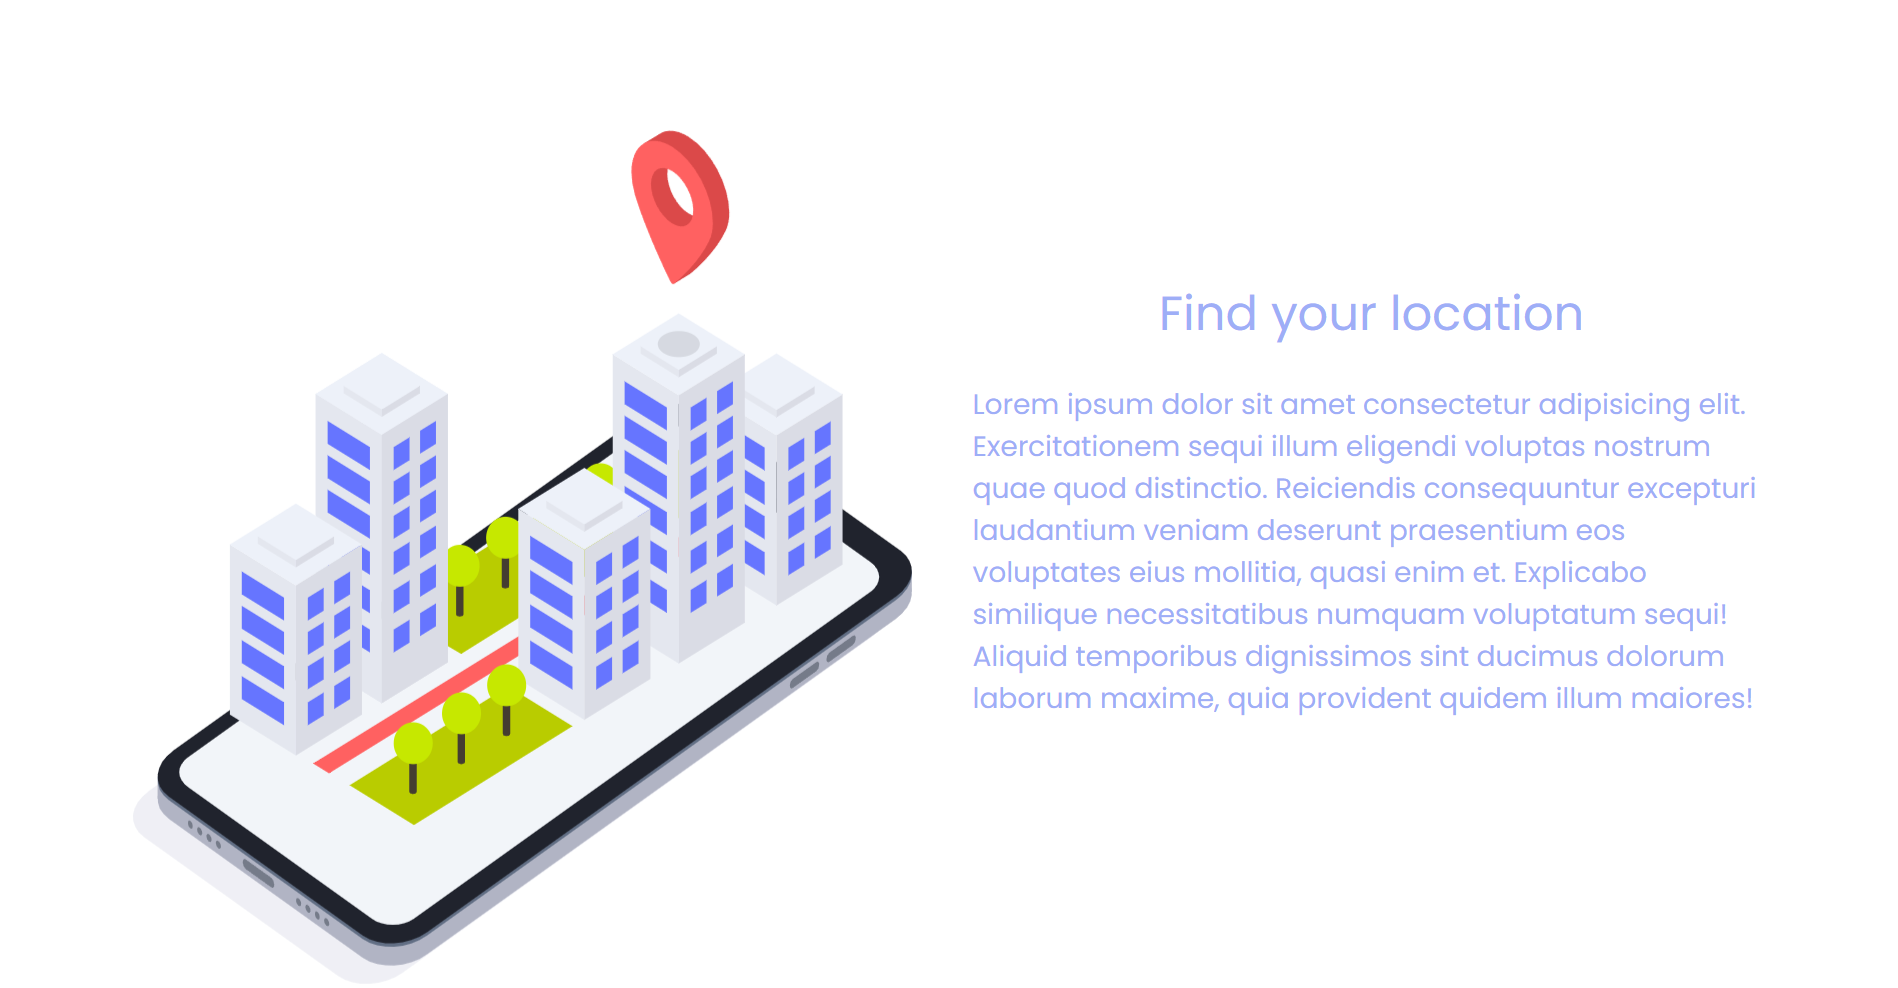 Find your location
Lorem ipsum dolor sit amet consectetur adipisicing elit.
Exercitationem sequi illum eligendi voluptas nostrum
quae quod distinctio. Reiciendis consequuntur excepturi
laudantium veniam deserunt praesentium eos
voluptates eius mollitia, quasi enim et. Explicabo
similique necessitatibus numquam voluptatum sequi!
Aliquid temporibus dignissimos sint ducimus dolorum
laborum maxime, quia provident quidem illum maiores!